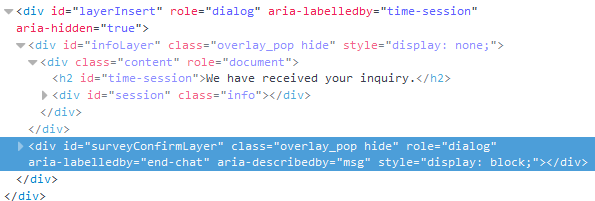 <div id="layerInsert" role="dialog" aria-labelledby="time-session"
aria-hidden="true">
<div id="infoLayer" class="overlay_pop hide" style="display: none;">
<div class="content" role="document">
<h2 id="time-session">We have received your inquiry.</h2>
<div id="session" class="info"></div>
</div>
</div>
<div id="surveyConfirmLayer" class="overlay_pop hide" role="dialog"
aria-labelledby="end-chat" aria-describedby="msg" style="display: block;"></div>
</div>
</div>